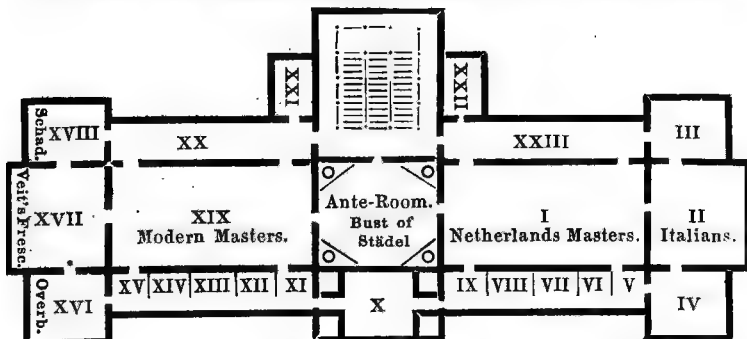 XXI
XXII
Schad.
XVIII
XX
XXIII
III
Veit's Fresc.
XVII
XIX
Modern Masters.
Ante-Room.
Bust of
Städel
I
Netherlands Masters.
II
Italians.
Overb.
XVI
XV XIV XIII XII XI
X
IX VIII VII VI V
IV